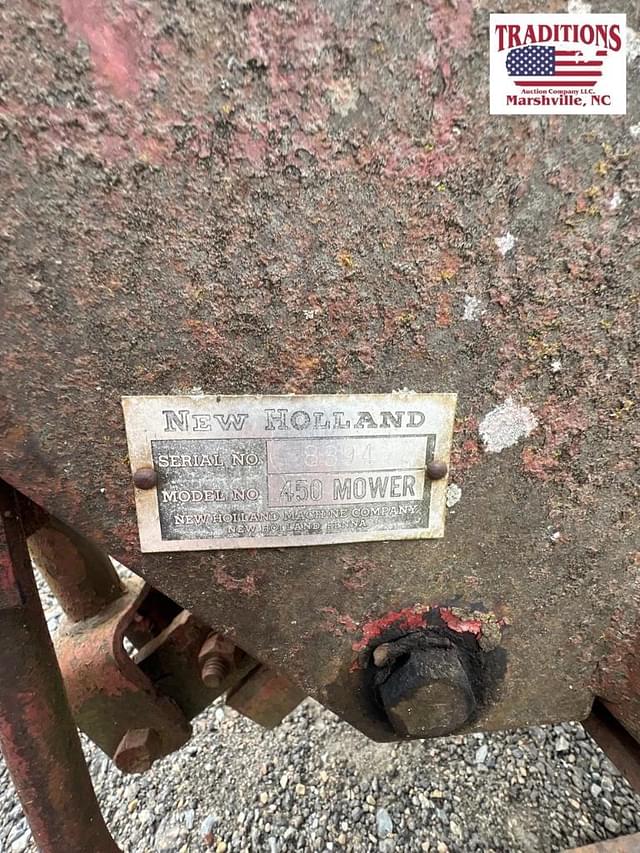 TRADITIONS
Auction Company LLC.
Marshville, NC
NEW HOLLAND
SERIAL NO.
MODEL NO. 450 MOWER
NEW HOLLAND MACHINE COMPANY
NEW HOLLAND, PENNA.